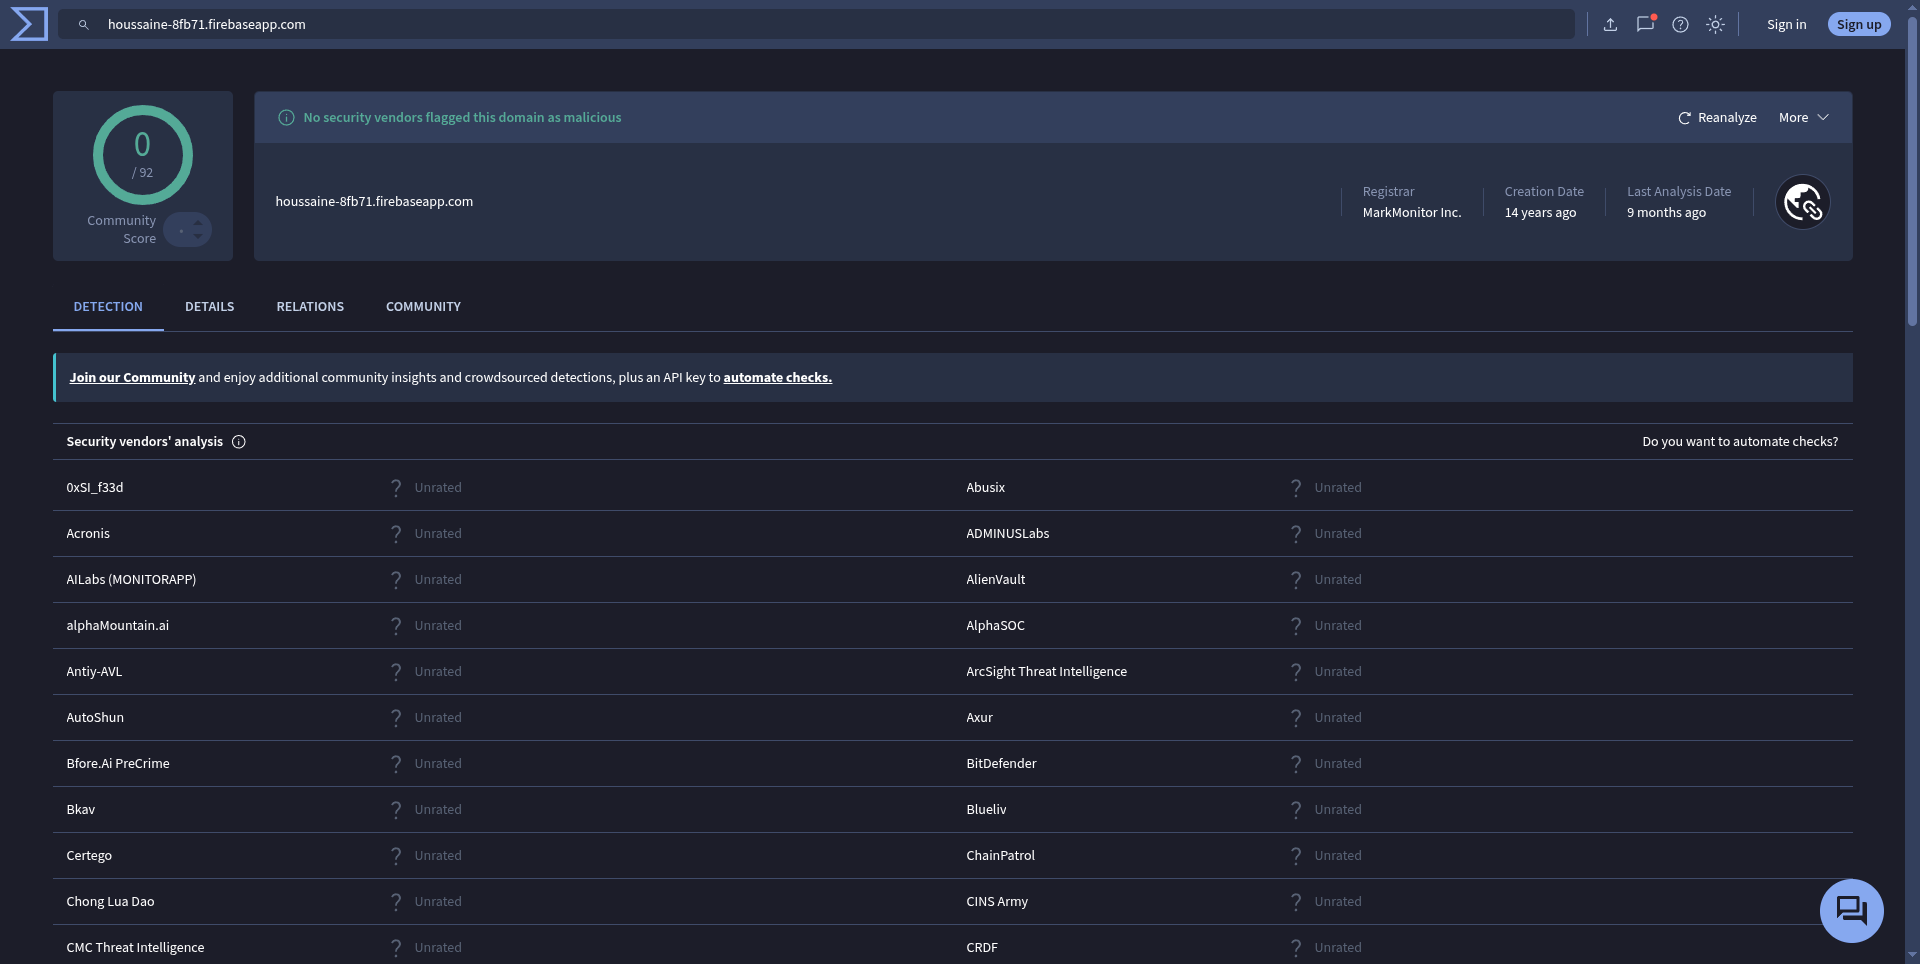 houssaine-8fb71.firebaseapp.com
Sign in
Sign up
0
/ 92
Community
Score
No security vendors flagged this domain as malicious
Reanalyze
More
houssaine-8fb71.firebaseapp.com
Registrar
MarkMonitor Inc.
Creation Date
14 years ago
Last Analysis Date
9 months ago
DETECTION
DETAILS
RELATIONS
COMMUNITY
Join our Community and enjoy additional community insights and crowdsourced detections, plus an API key to automate checks.
Security vendors' analysis
Do you want to automate checks?
0xSI_f33d ? Unrated Abusix ? Unrated
Acronis ? Unrated ADMINUSLabs ? Unrated
AILabs (MONITORAPP) ? Unrated AlienVault ? Unrated
alphaMountain.ai ? Unrated AlphaSOC ? Unrated
Antiy-AVL ? Unrated ArcSight Threat Intelligence ? Unrated
AutoShun ? Unrated Axur ? Unrated
Bfore.Ai PreCrime ? Unrated BitDefender ? Unrated
Bkav ? Unrated Blueliv ? Unrated
Certego ? Unrated ChainPatrol ? Unrated
Chong Lua Dao ? Unrated CINS Army ? Unrated
CMC Threat Intelligence ? Unrated CRDF ? Unrated